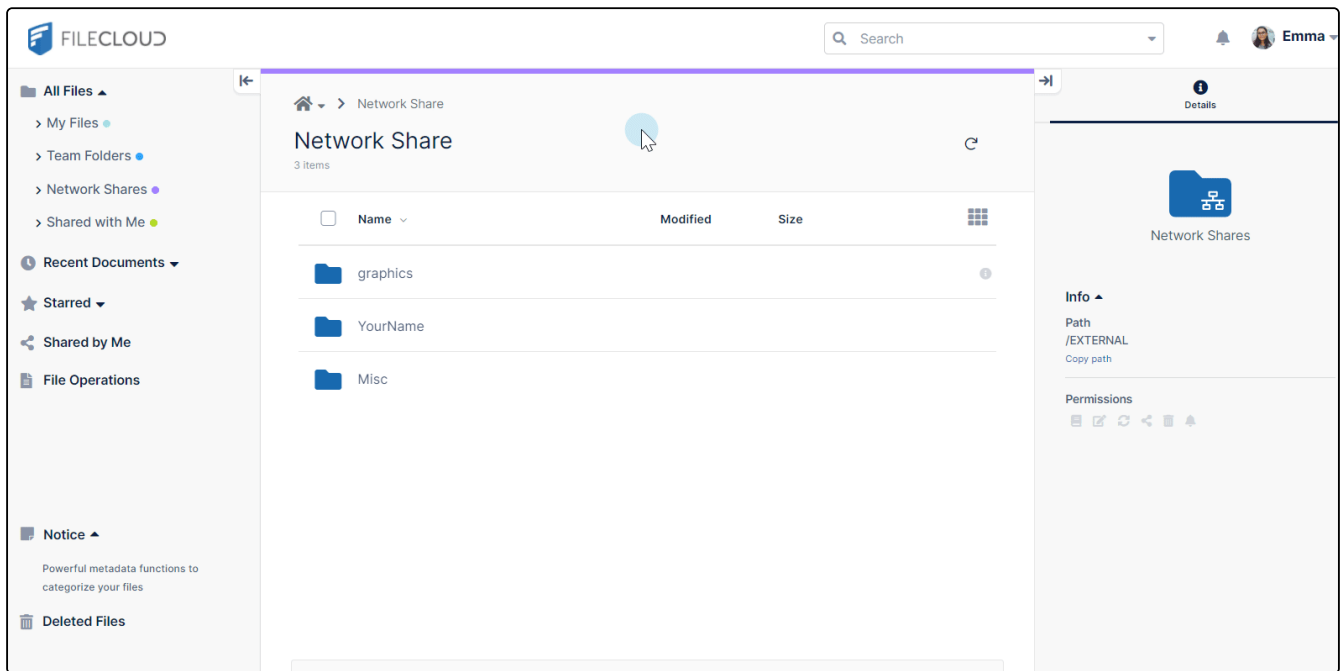 FILECLOUD
Search
Emma
All Files
My Files
Team Folders
Network Shares
Shared with Me
Recent Documents
Starred
Shared by Me
File Operations
Notice
Powerful metadata functions to
categorize your files
Deleted Files
Network Share
Network Share
3 items
Name Modified Size
graphics
YourName
Misc
Details
Network Shares
Info
Path
/EXTERNAL
Copy path
Permissions